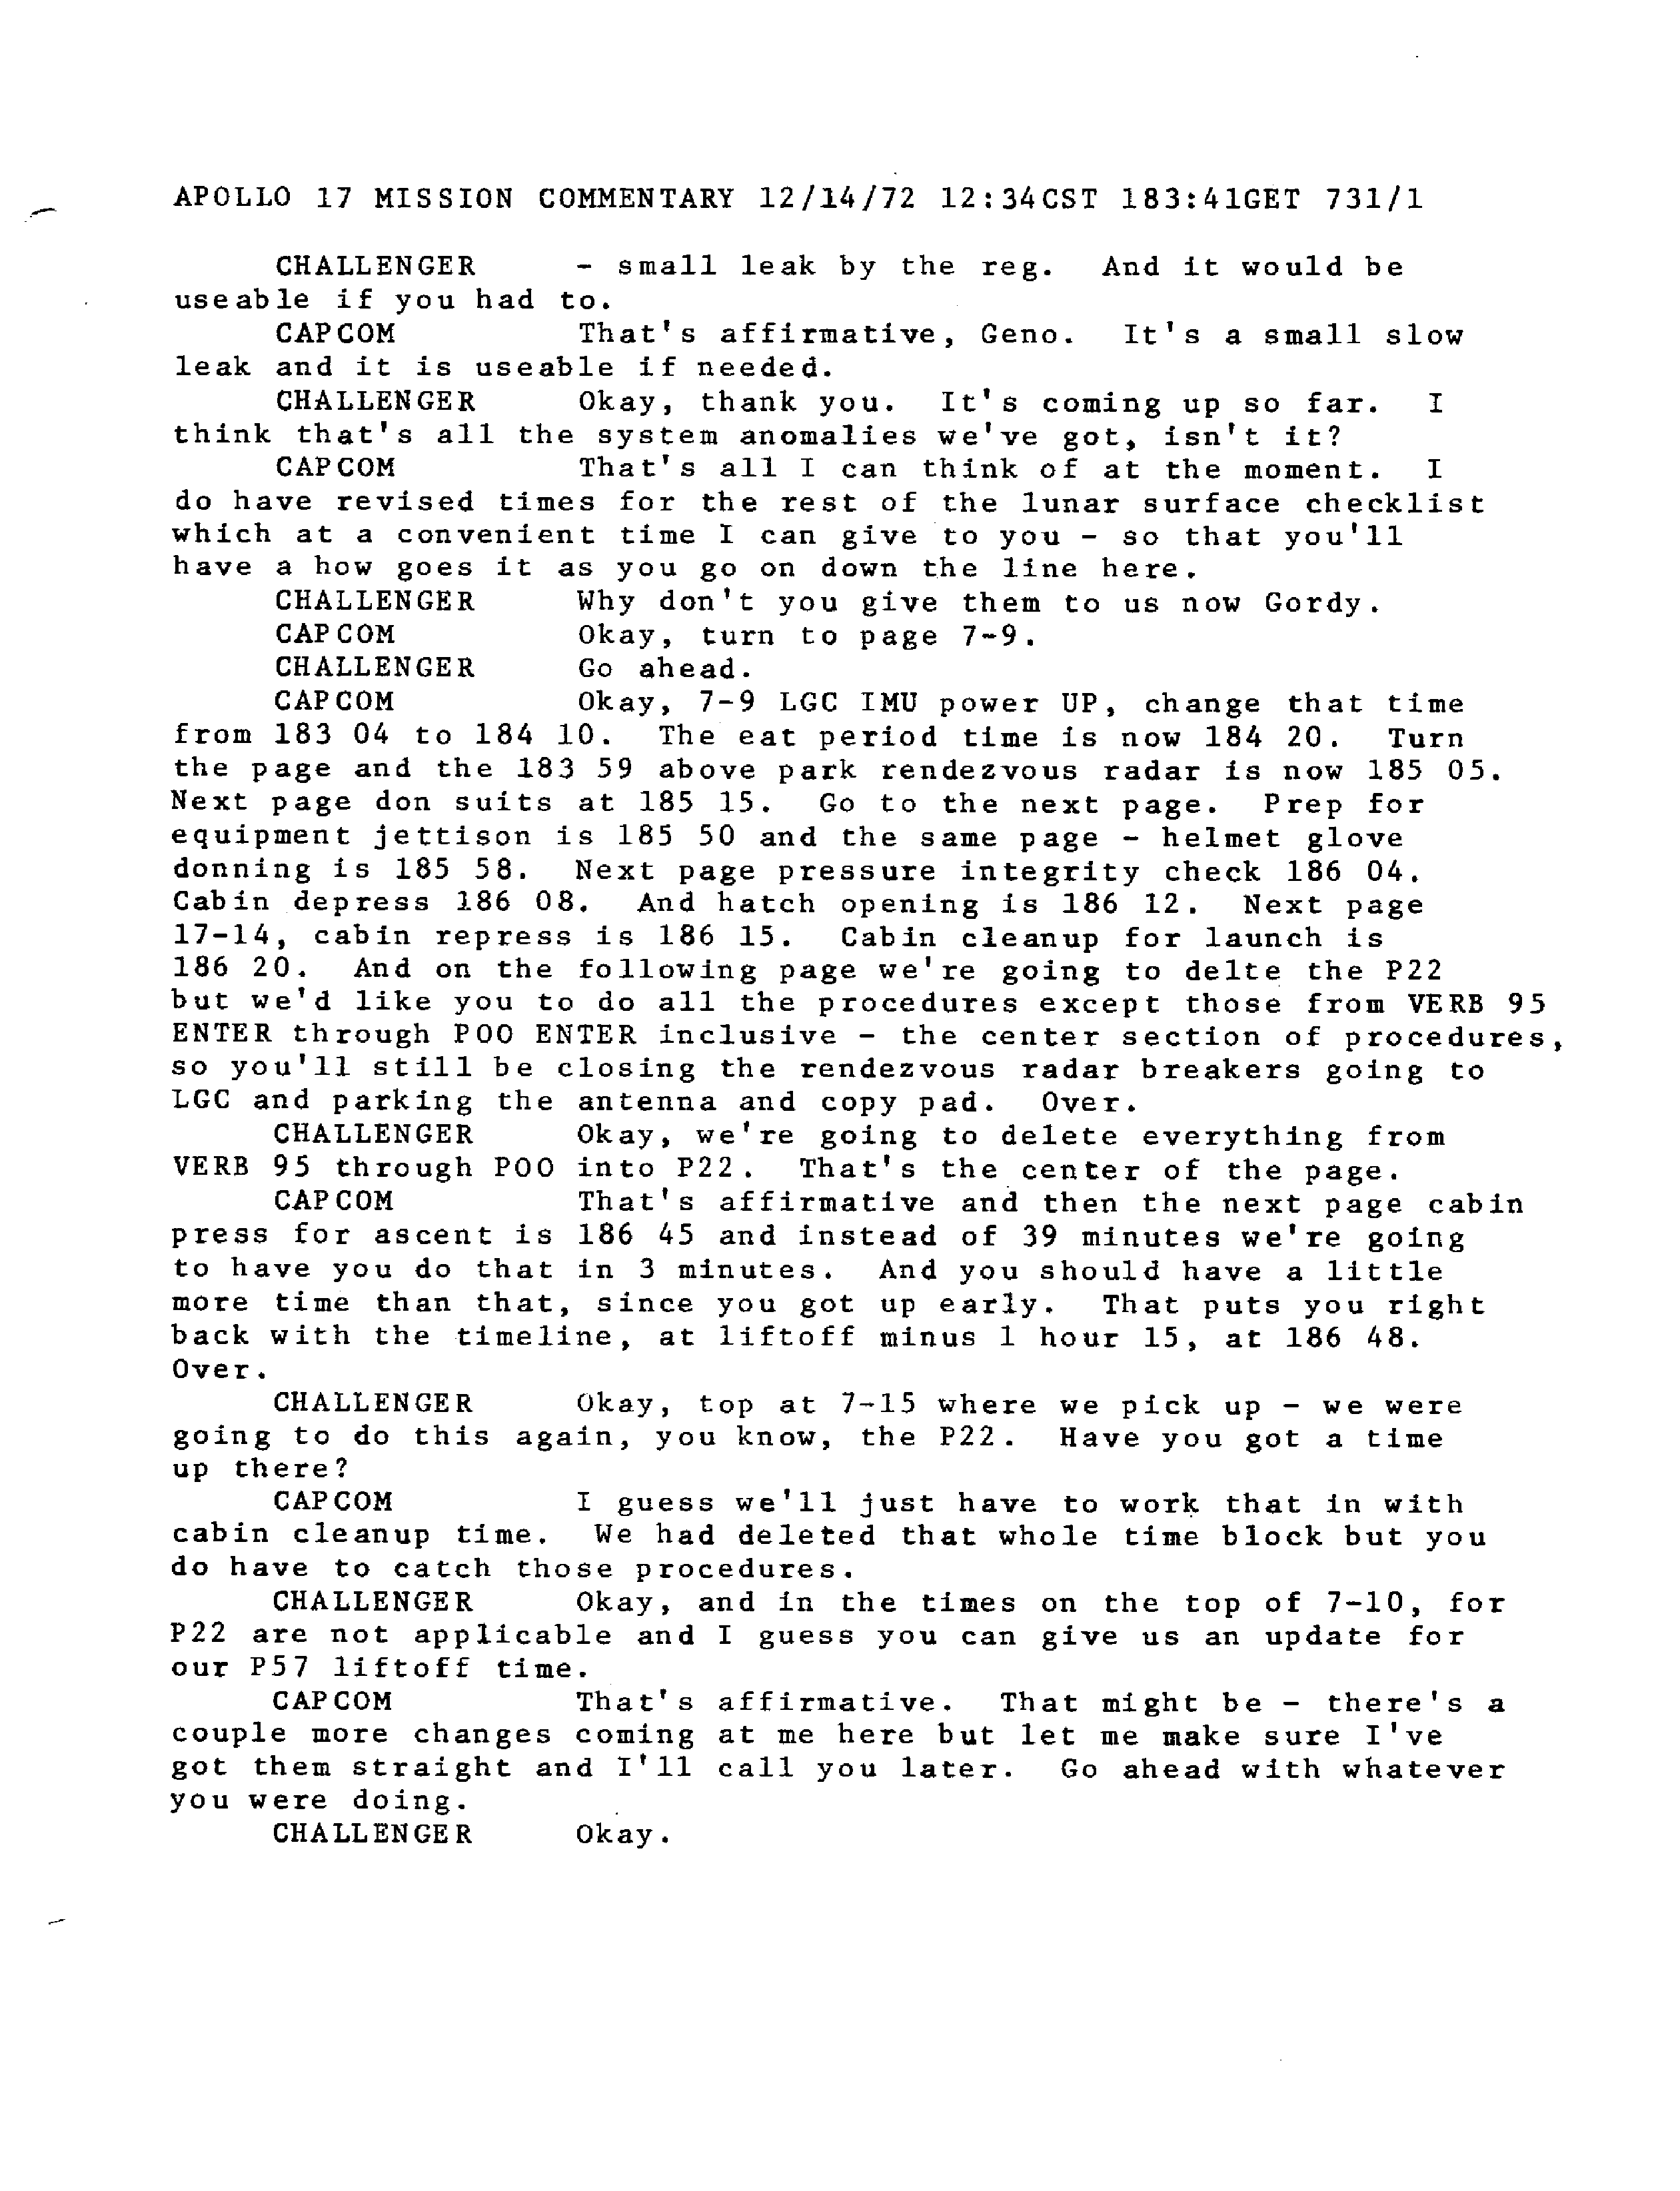 APOLLO 17 MISSION COMMENTARY 12/14/72 12:34CST 183:41GET 731/1
CHALLENGER - small leak by the reg. And it would be
useable if you had to.
CAPCOM That's affirmative, Geno. It's a small slow
leak and it is useable if needed.
CHALLENGER Okay, thank you. It's coming up so far. I
think that's all the system anomalies we've got, isn't it?
CAPCOM That's all I can think of at the moment. I
do have revised times for the rest of the lunar surface checklist
which at a convenient time I can give to you - so that you'll
have a how goes it as you go on down the line here.
CHALLENGER Why don't you give them to us now Gordy.
CAPCOM Okay, turn to page 7-9.
CHALLENGER Go ahead.
CAPCOM Okay, 7-9 LGC IMU power UP, change that time
from 183 04 to 184 10. The eat period time is now 184 20. Turn
the page and the 183 59 above park rendezvous radar is now 185 05.
Next page don suits at 185 15. Go to the next page. Prep for
equipment jettison is 185 50 and the same page - helmet glove
donning is 185 58. Next page pressure integrity check 186 04.
Cabin depress 186 08. And hatch opening is 186 12. Next page
17-14, cabin repress is 186 15. Cabin cleanup for launch is
186 20. And on the following page we're going to delte the P22
but we'd like you to do all the procedures except those from VERB 95
ENTER through POO ENTER inclusive - the center section of procedures,
so you'll still be closing the rendezvous radar breakers going to
LGC and parking the antenna and copy pad. Over.
CHALLENGER Okay, we're going to delete everything from
VERB 95 through POO into P22. That's the center of the page.
CAPCOM That's affirmative and then the next page cabin
press for ascent is 186 45 and instead of 39 minutes we're going
to have you do that in 3 minutes. And you should have a little
more time than that, since you got up early. That puts you right
back with the timeline, at liftoff minus 1 hour 15, at 186 48.
Over.
CHALLENGER Okay, top at 7-15 where we pick up - we were
going to do this again, you know, the P22. Have you got a time
up there?
CAPCOM I guess we'll just have to work that in with
cabin cleanup time. We had deleted that whole time block but you
do have to catch those procedures.
CHALLENGER Okay, and in the times on the top of 7-10, for
P22 are not applicable and I guess you can give us an update for
our P57 liftoff time.
CAPCOM That's affirmative. That might be - there's a
couple more changes coming at me here but let me make sure I've
got them straight and I'll call you later. Go ahead with whatever
you were doing.
CHALLENGER Okay.